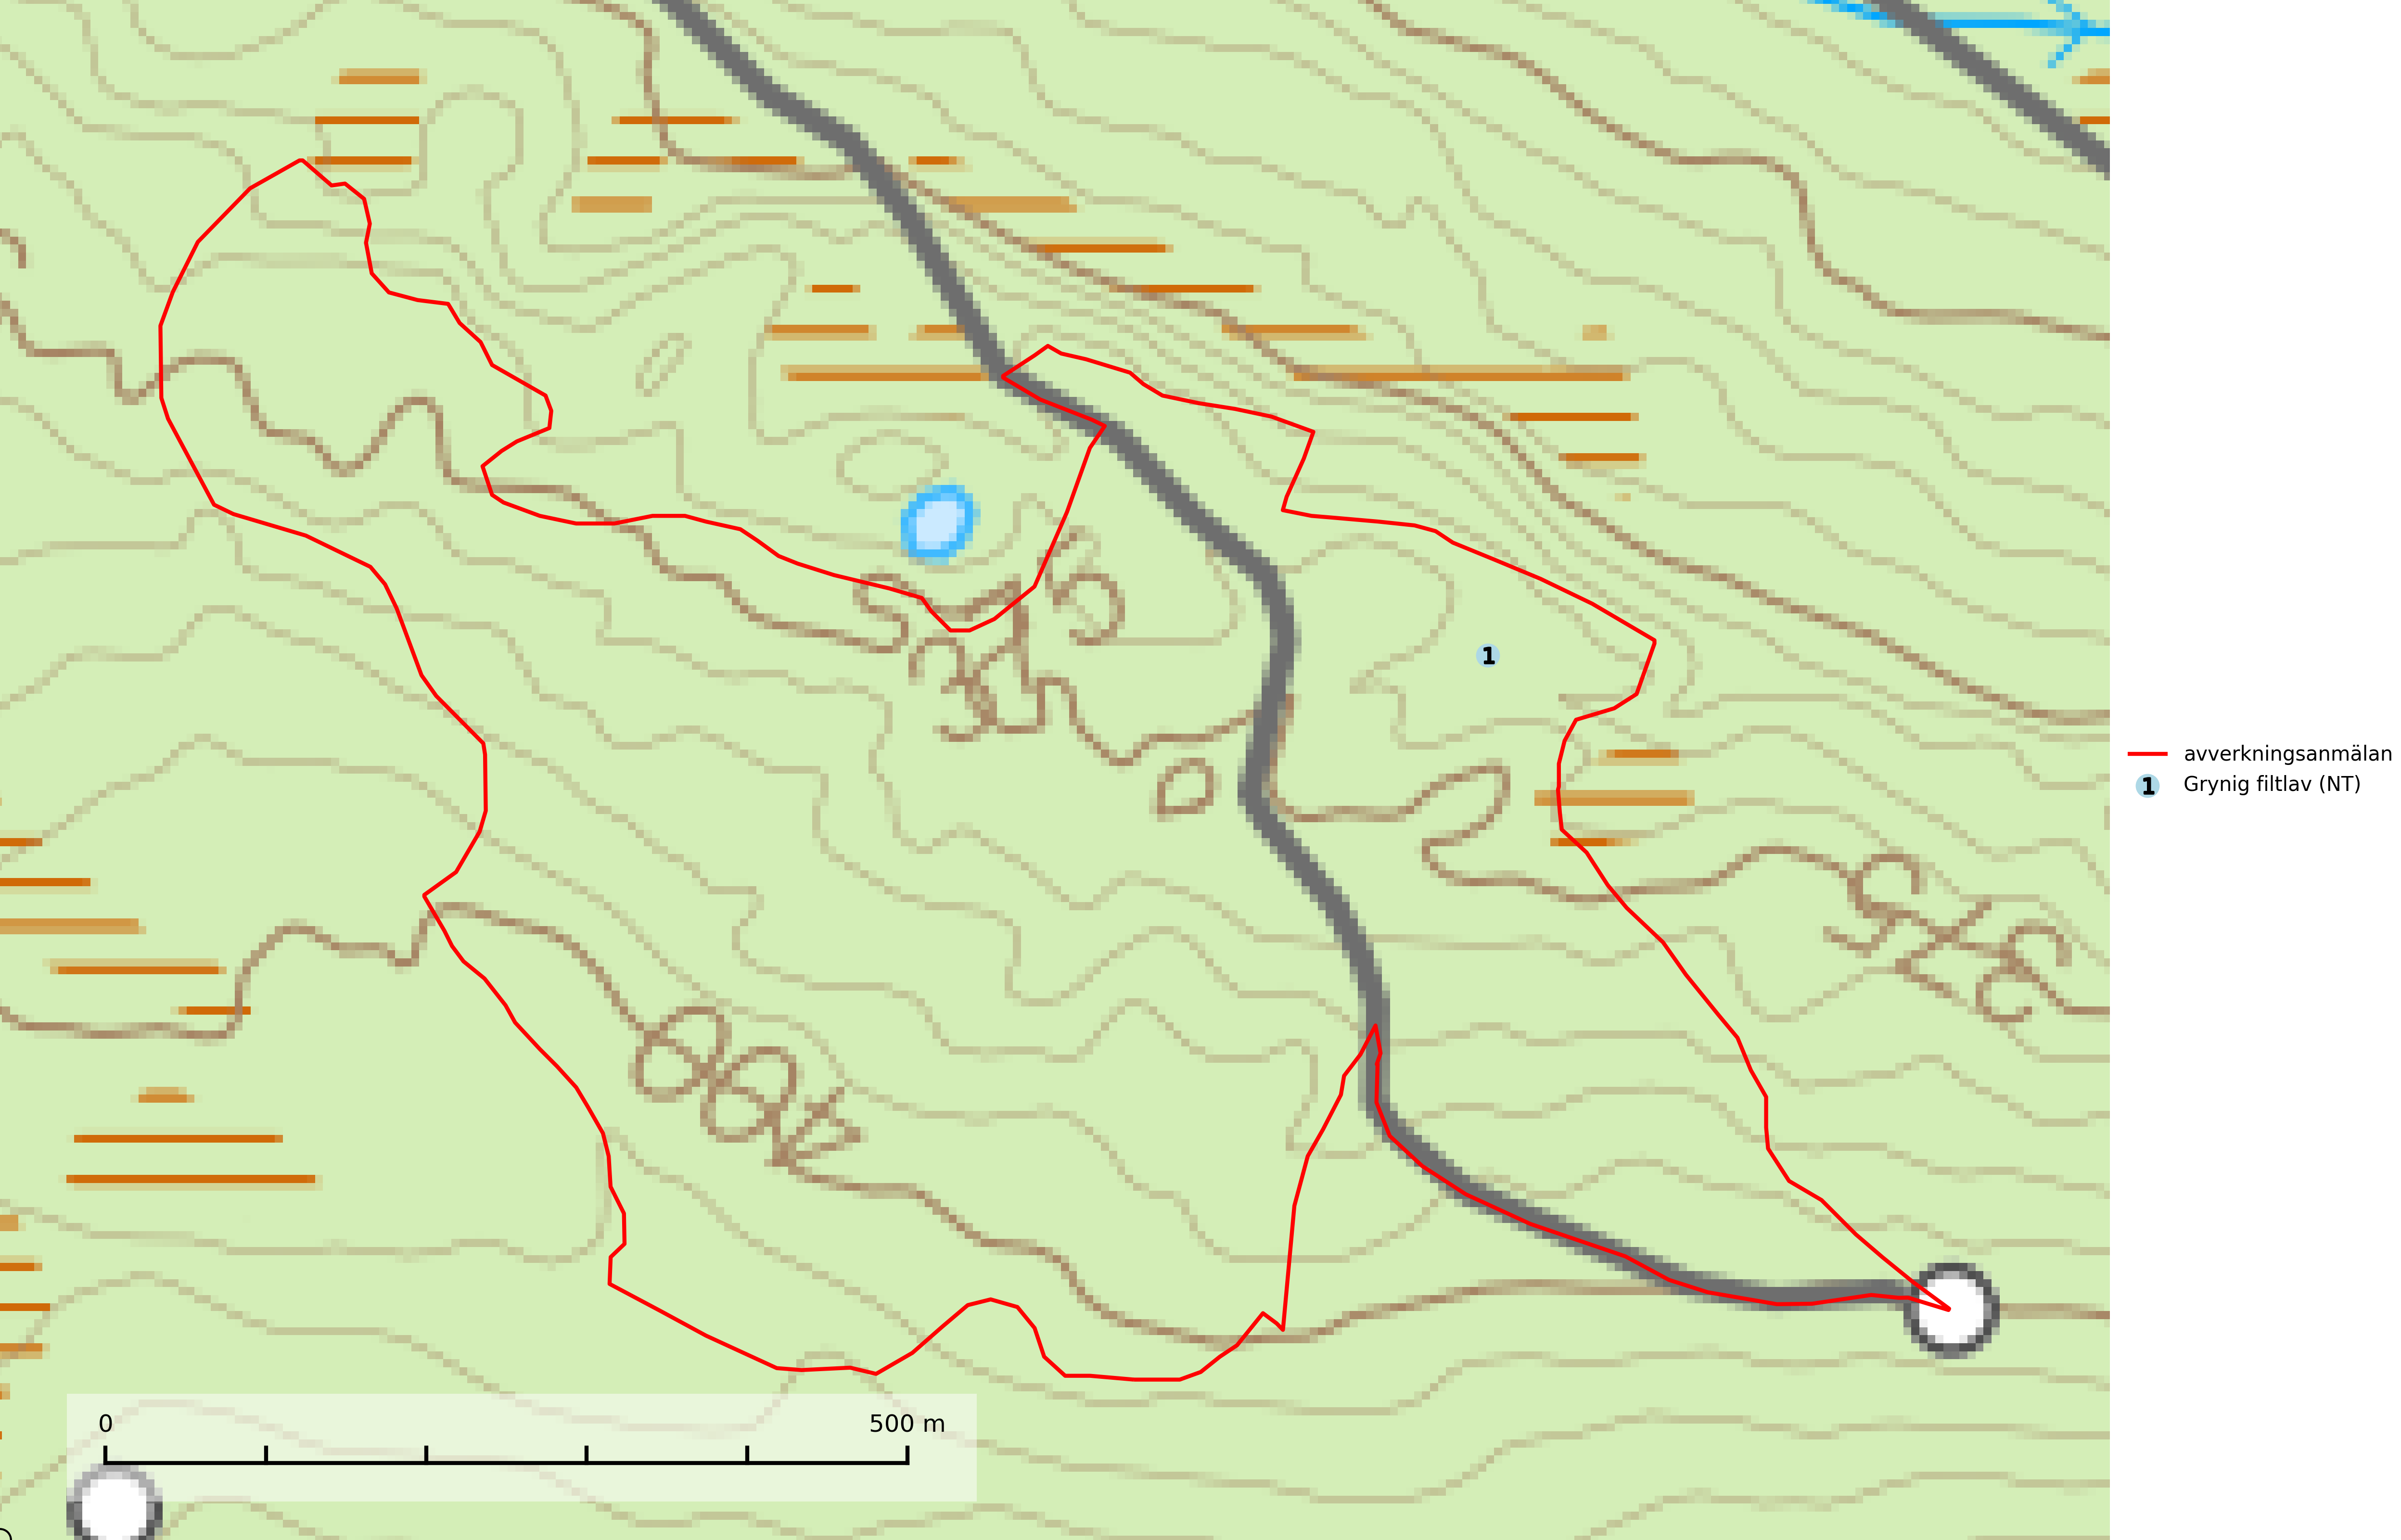 avverkningsanmälan
1 Grynig filtlav (NT)
1
0 500 m